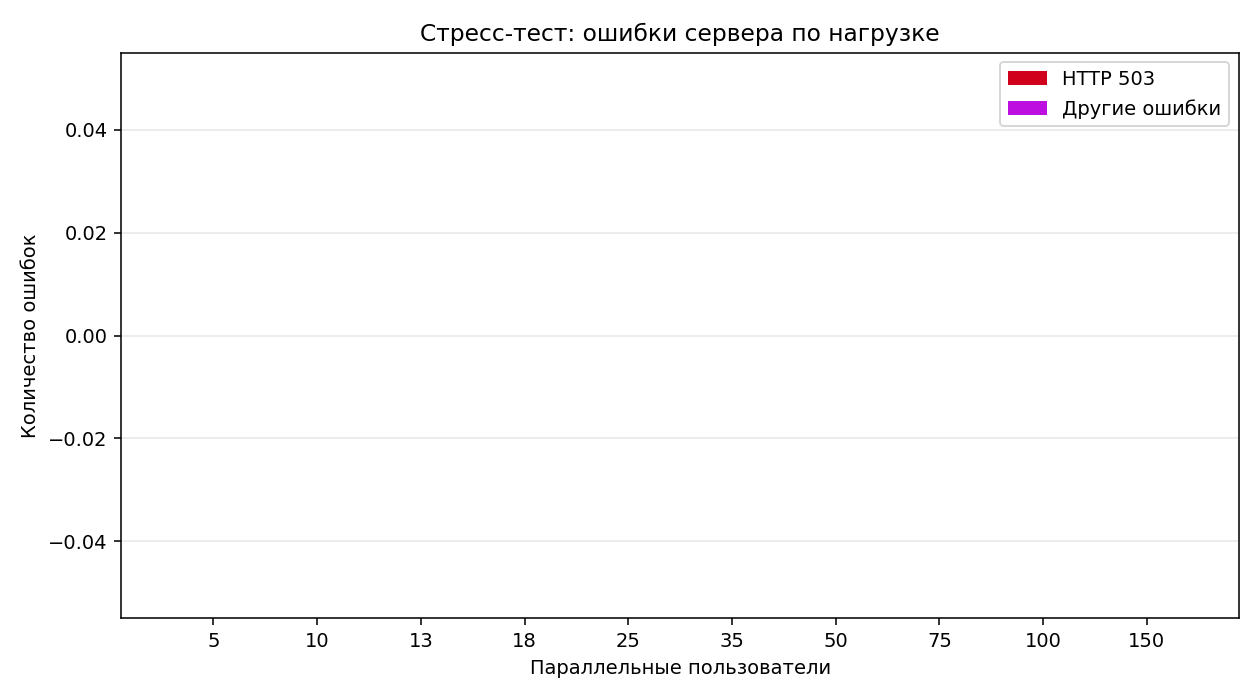 Стресс-тест: ошибки сервера по нагрузке
HTTP 503
Другие ошибки
Количество ошибок
0.04
0.02
0.00
−0.02
−0.04
5 10 13 18 25 35 50 75 100 150
Параллельные пользователи